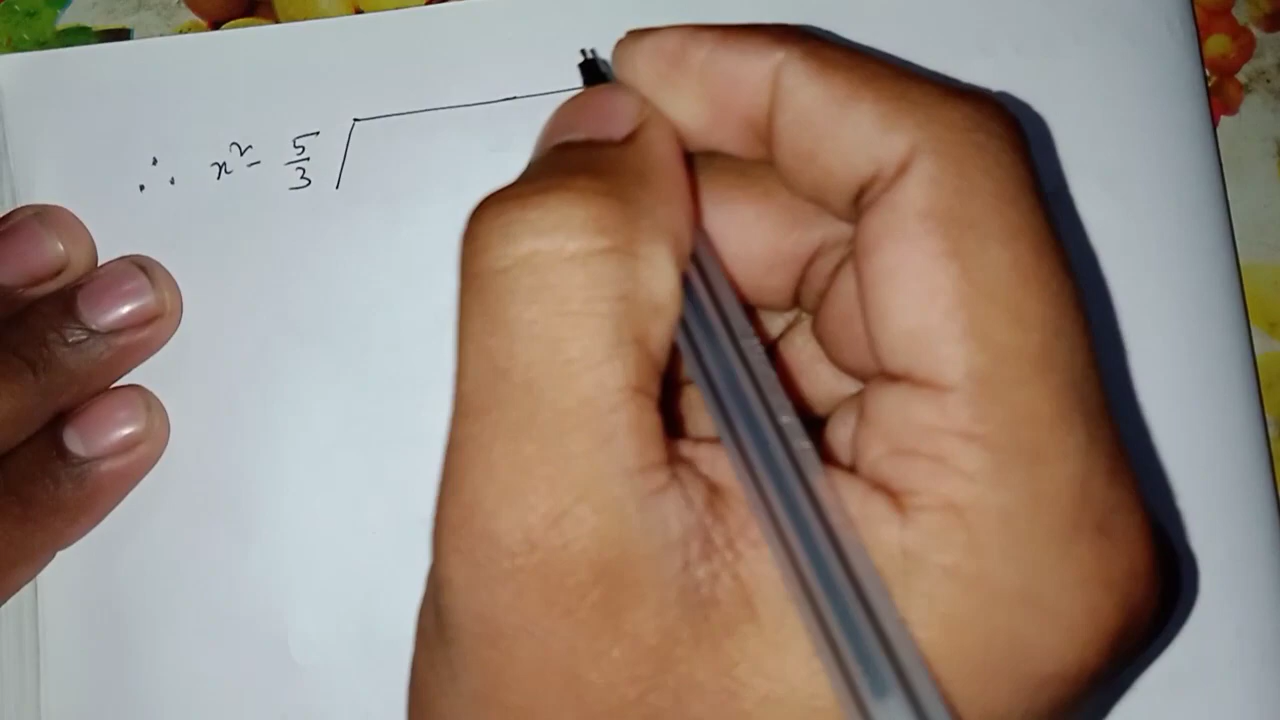 ∴ x² - 5/3